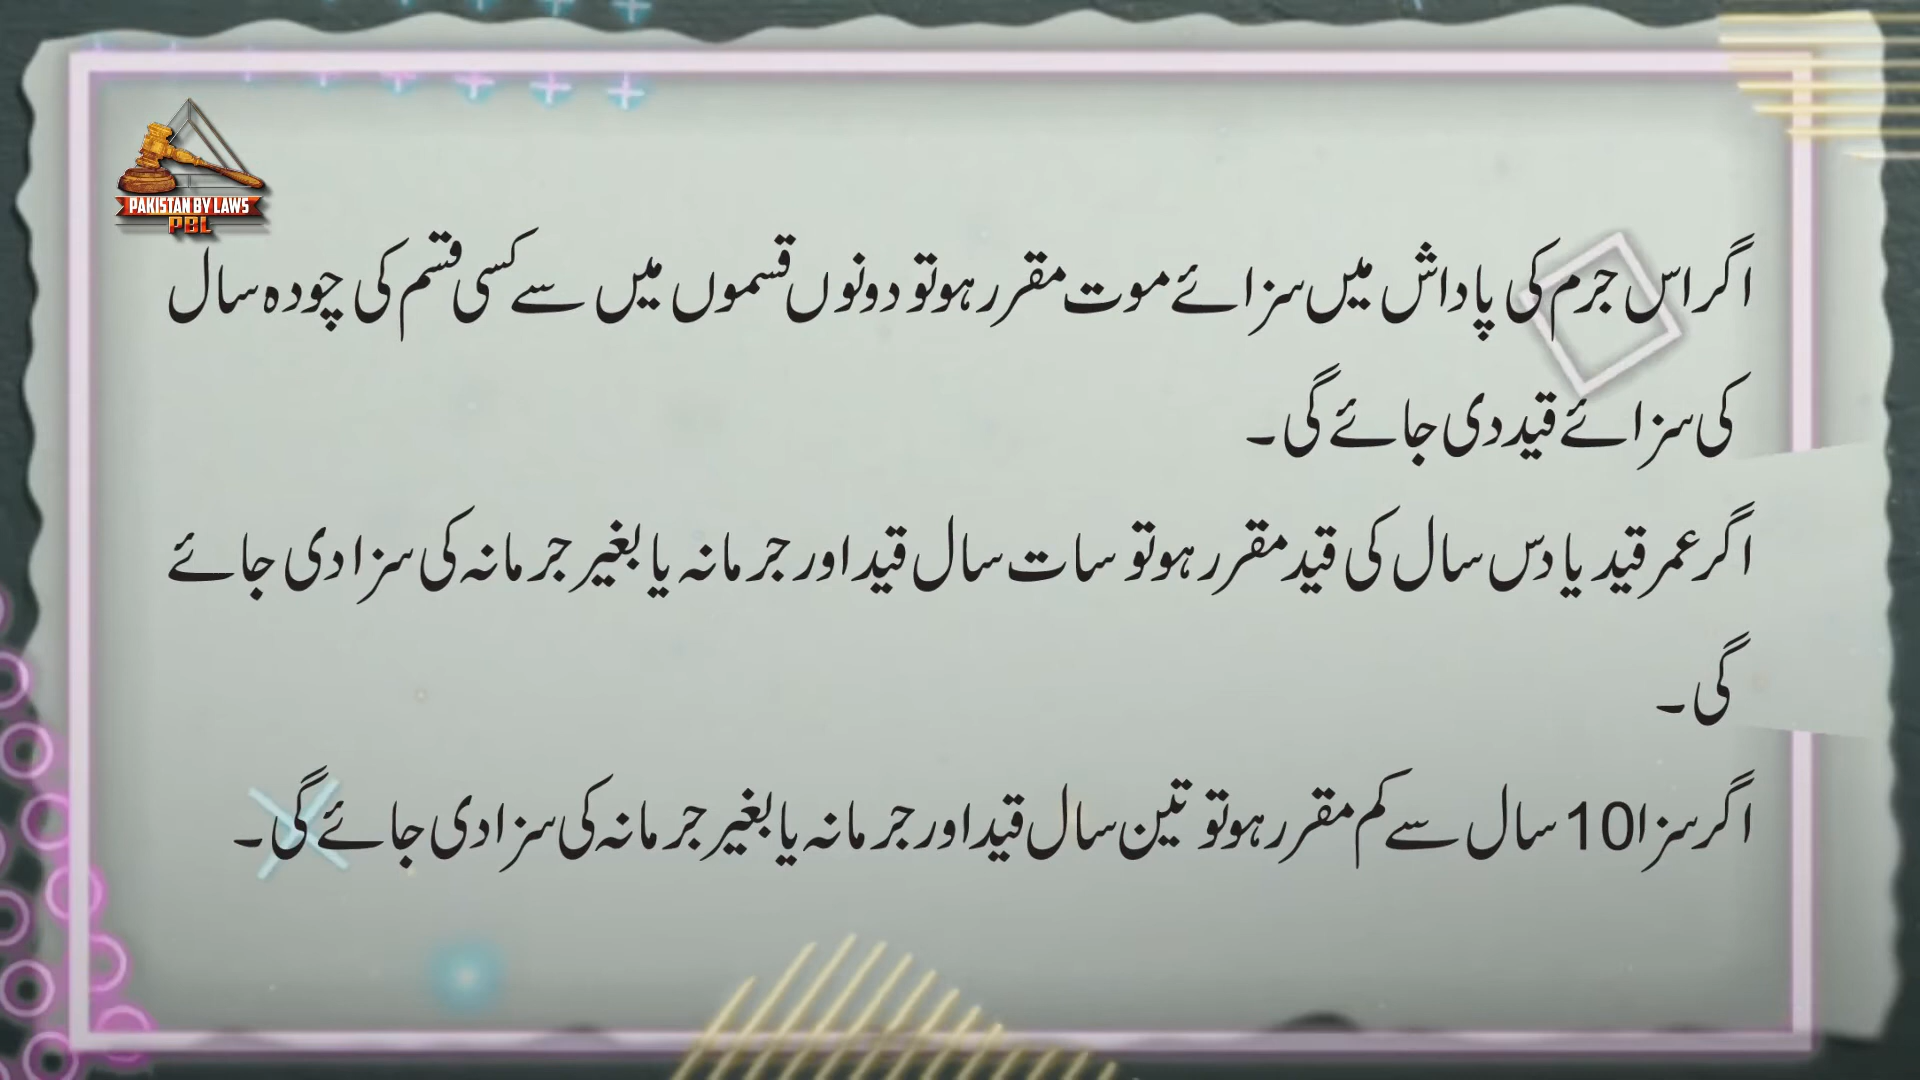 PAKISTAN BY LAWS
PBL
اگر اس جرم کی پاداش میں سزائے موت مقرر ہو تو دونوں قسموں میں سے کسی قسم کی چودہ سال
کی سزائے قید دی جائے گی۔
اگر عمر قید یا دس سال کی قید مقرر ہو تو سات سال قید اور جرمانہ یا بغیر جرمانہ کی سزا دی جائے
گی۔
اگر سزا 10 سال سے کم مقرر ہو تو تین سال قید اور جرمانہ یا بغیر جرمانہ کی سزا دی جائے گی۔